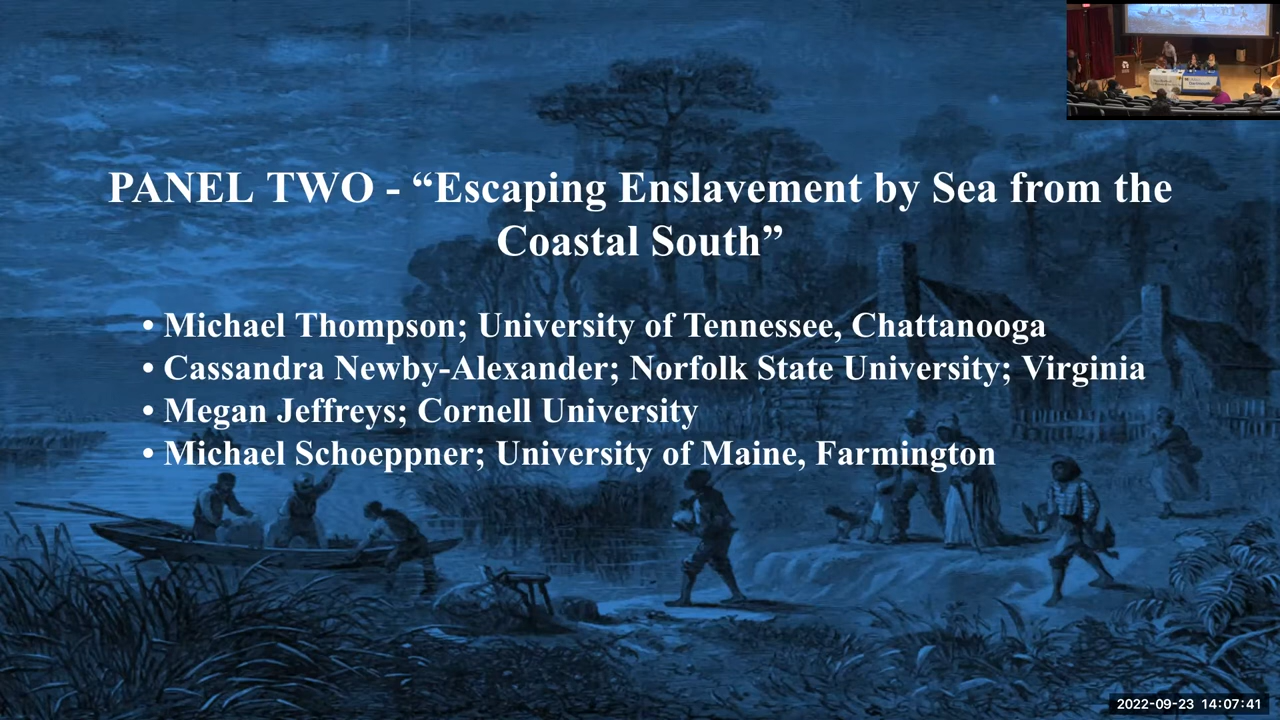 PANEL TWO - “Escaping Enslavement by Sea from the
Coastal South”
• Michael Thompson; University of Tennessee, Chattanooga
• Cassandra Newby-Alexander; Norfolk State University; Virginia
• Megan Jeffreys; Cornell University
• Michael Schoeppner; University of Maine, Farmington
2022-09-23 14:07:41